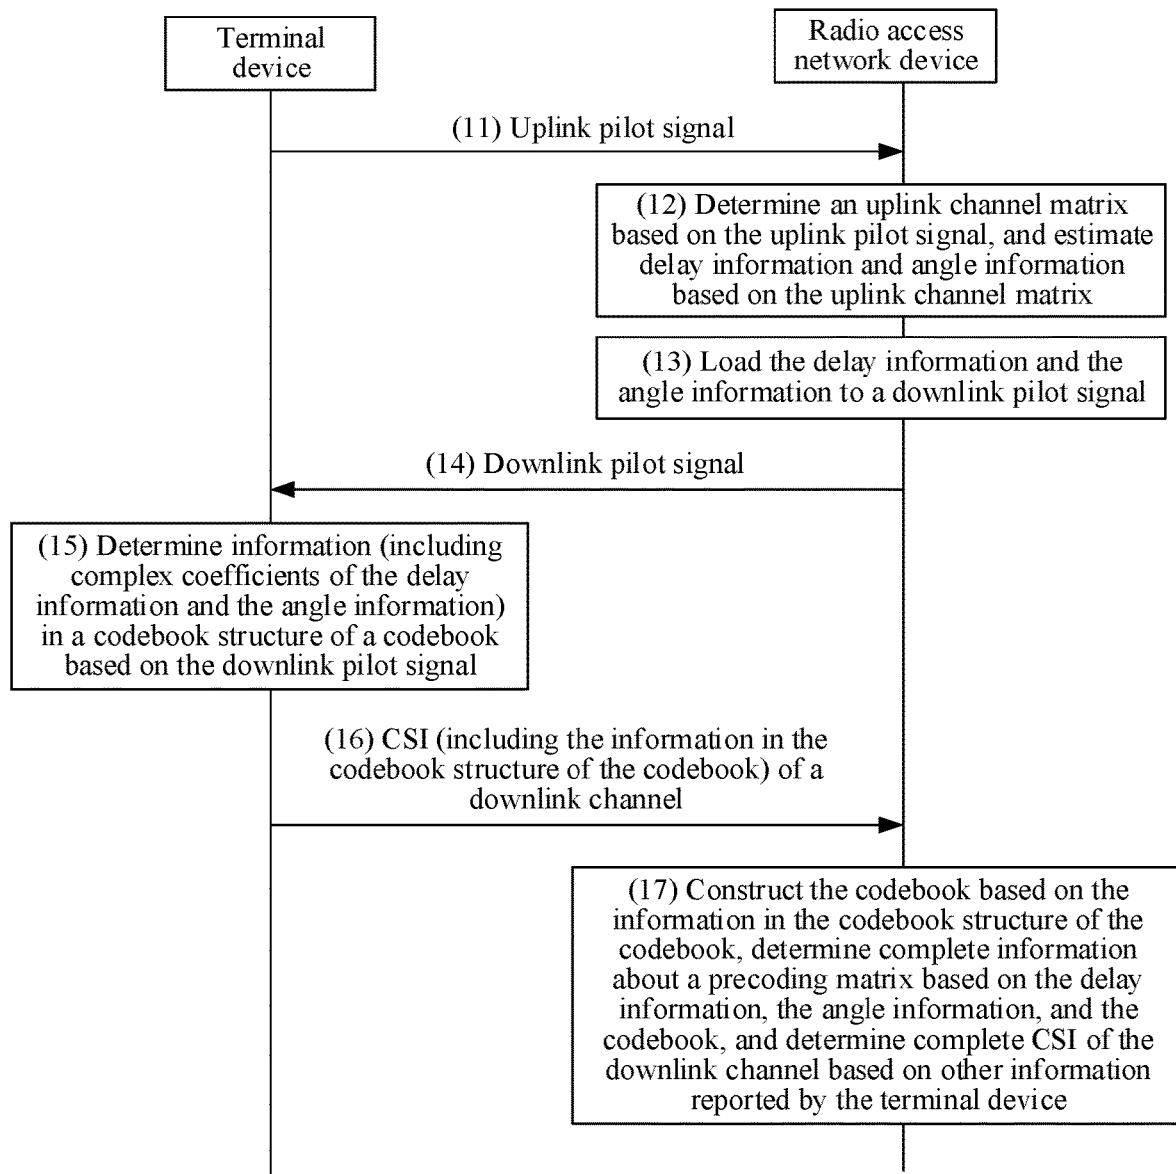 Terminal
device
Radio access
network device
(11) Uplink pilot signal
(12) Determine an uplink channel matrix
based on the uplink pilot signal, and estimate
delay information and angle information
based on the uplink channel matrix
(13) Load the delay information and the
angle information to a downlink pilot signal
(14) Downlink pilot signal
(15) Determine information (including
complex coefficients of the delay
information and the angle information)
in a codebook structure of a codebook
based on the downlink pilot signal
(16) CSI (including the information in the
codebook structure of the codebook) of a
downlink channel
(17) Construct the codebook based on the
information in the codebook structure of the
codebook, determine complete information
about a precoding matrix based on the delay
information, the angle information, and the
codebook, and determine complete CSI of the
downlink channel based on other information
reported by the terminal device